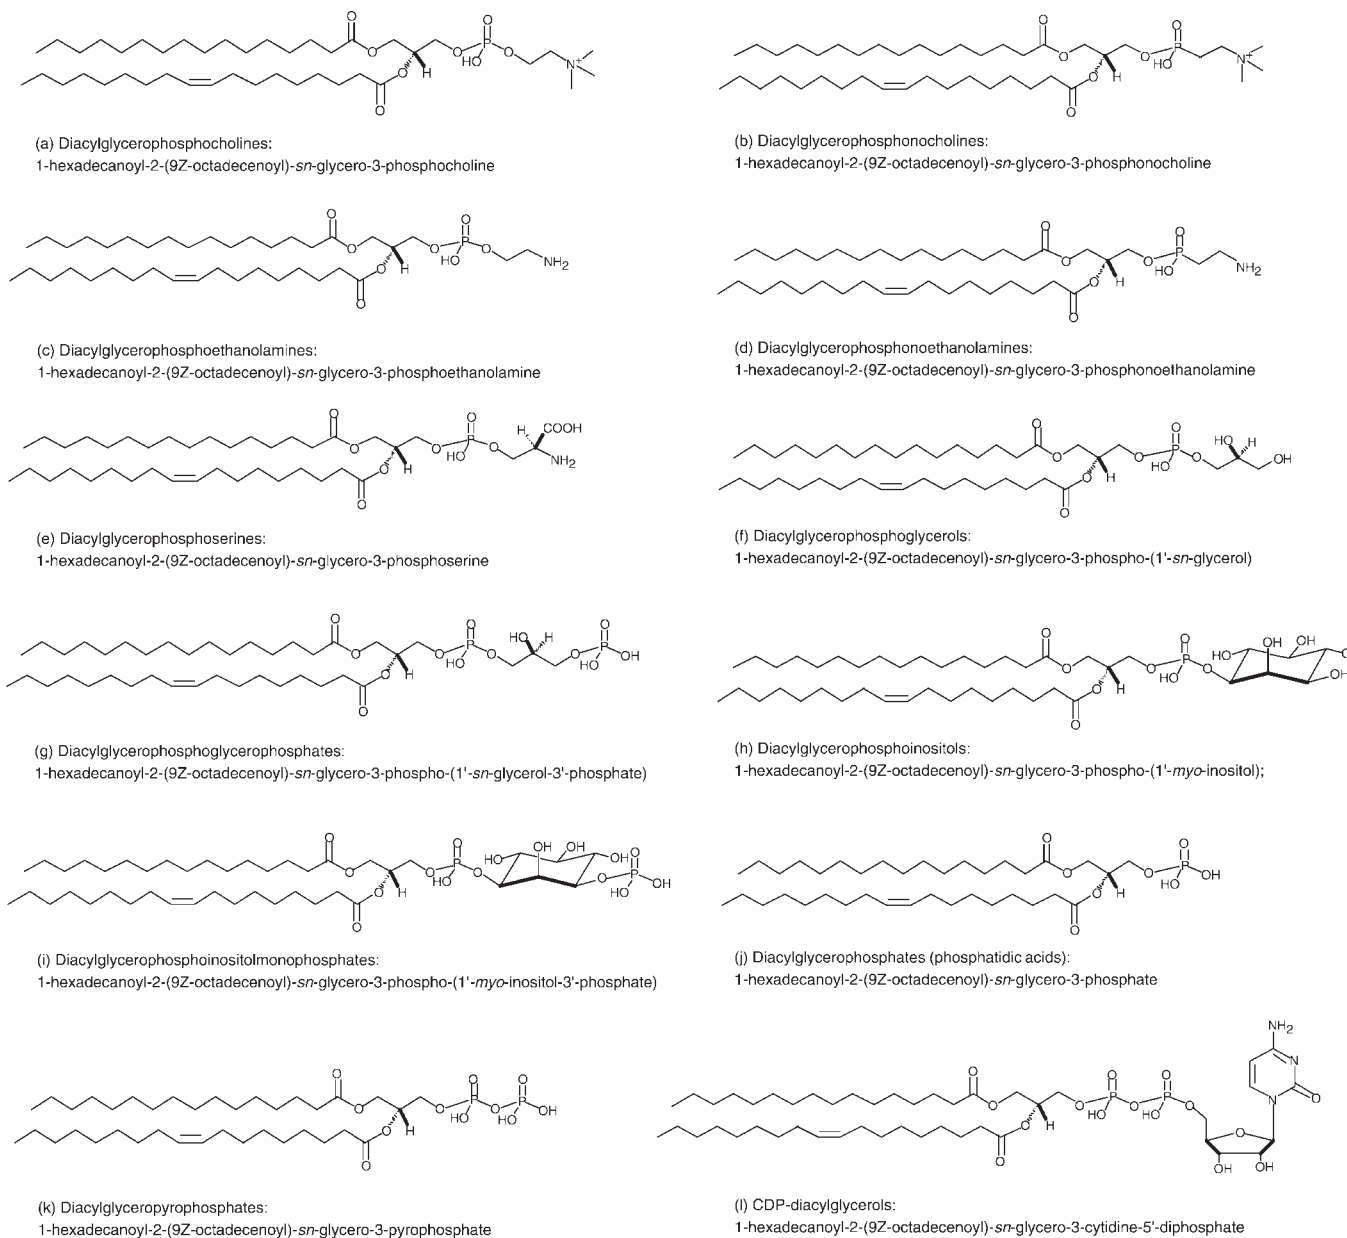 (a) Diacylglycerophosphocholines:
1-hexadecanoyl-2-(9Z-octadecenoyl)-sn-glycero-3-phosphocholine
(b) Diacylglycerophosphonocholines:
1-hexadecanoyl-2-(9Z-octadecenoyl)-sn-glycero-3-phosphonocholine
(c) Diacylglycerophosphoethanolamines:
1-hexadecanoyl-2-(9Z-octadecenoyl)-sn-glycero-3-phosphoethanolamine
(d) Diacylglycerophosphonoethanolamines:
1-hexadecanoyl-2-(9Z-octadecenoyl)-sn-glycero-3-phosphonoethanolamine
(e) Diacylglycerophosphoserines:
1-hexadecanoyl-2-(9Z-octadecenoyl)-sn-glycero-3-phosphoserine
(f) Diacylglycerophosphoglycerols:
1-hexadecanoyl-2-(9Z-octadecenoyl)-sn-glycero-3-phospho-(1'-sn-glycerol)
(g) Diacylglycerophosphoglycerophosphates:
1-hexadecanoyl-2-(9Z-octadecenoyl)-sn-glycero-3-phospho-(1'-sn-glycerol-3'-phosphate)
(h) Diacylglycerophosphoinositols:
1-hexadecanoyl-2-(9Z-octadecenoyl)-sn-glycero-3-phospho-(1'-myo-inositol);
(i) Diacylglycerophosphoinositolmonophosphates:
1-hexadecanoyl-2-(9Z-octadecenoyl)-sn-glycero-3-phospho-(1'-myo-inositol-3'-phosphate)
(j) Diacylglycerophosphates (phosphatidic acids):
1-hexadecanoyl-2-(9Z-octadecenoyl)-sn-glycero-3-phosphate
(k) Diacylglyceropyrophosphates:
1-hexadecanoyl-2-(9Z-octadecenoyl)-sn-glycero-3-pyrophosphate
(l) CDP-diacylglycerols:
1-hexadecanoyl-2-(9Z-octadecenoyl)-sn-glycero-3-cytidine-5'-diphosphate